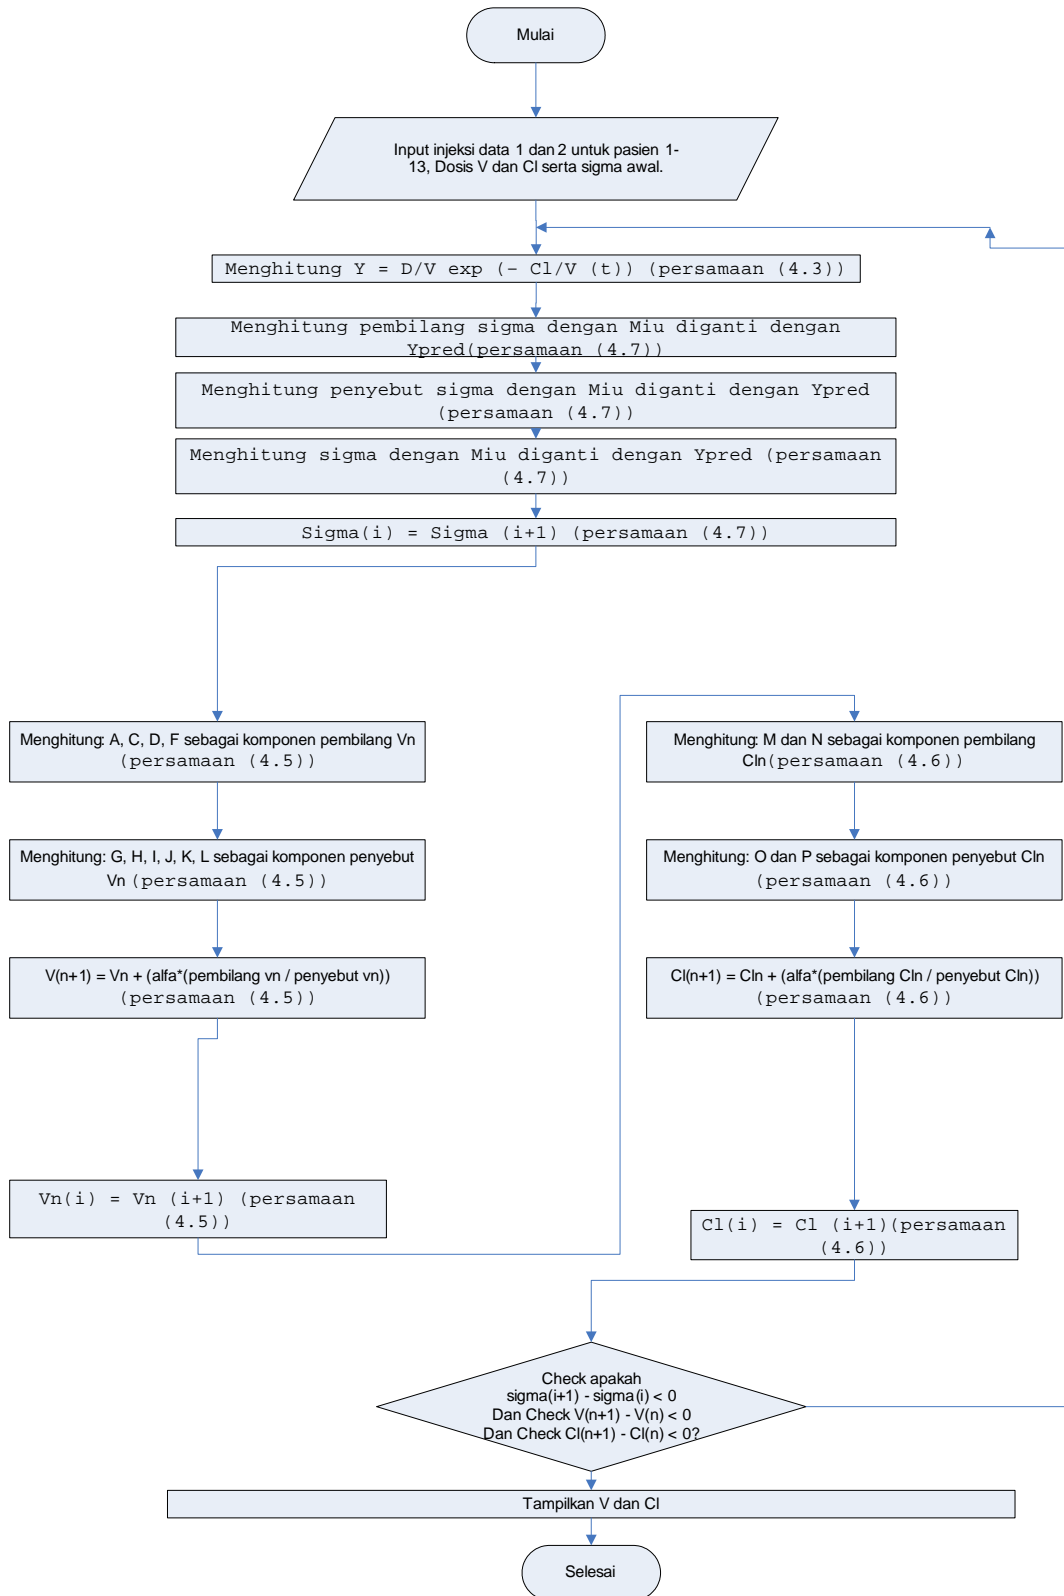 Mulai
Input injeksi data 1 dan 2 untuk pasien 1-
13, Dosis V dan Cl serta sigma awal.
Menghitung Y = D/V exp (– Cl/V (t)) (persamaan (4.3))
Menghitung pembilang sigma dengan Miu diganti dengan
Ypred(persamaan (4.7))
Menghitung penyebut sigma dengan Miu diganti dengan Ypred
(persamaan (4.7))
Menghitung sigma dengan Miu diganti dengan Ypred (persamaan
(4.7))
Sigma(i) = Sigma (i+1) (persamaan (4.7))
Menghitung: A, C, D, F sebagai komponen pembilang Vn
(persamaan (4.5))
Menghitung: G, H, I, J, K, L sebagai komponen penyebut
Vn (persamaan (4.5))
V(n+1) = Vn + (alfa*(pembilang vn / penyebut vn))
(persamaan (4.5))
Vn(i) = Vn (i+1) (persamaan
(4.5))
Menghitung: M dan N sebagai komponen pembilang
Cln(persamaan (4.6))
Menghitung: O dan P sebagai komponen penyebut Cln
(persamaan (4.6))
Cl(n+1) = Cln + (alfa*(pembilang Cln / penyebut Cln))
(persamaan (4.6))
Cl(i) = Cl (i+1)(persamaan
(4.6))
Check apakah
sigma(i+1) - sigma(i) < 0
Dan Check V(n+1) - V(n) < 0
Dan Check Cl(n+1) - Cl(n) < 0?
Tampilkan V dan Cl
Selesai